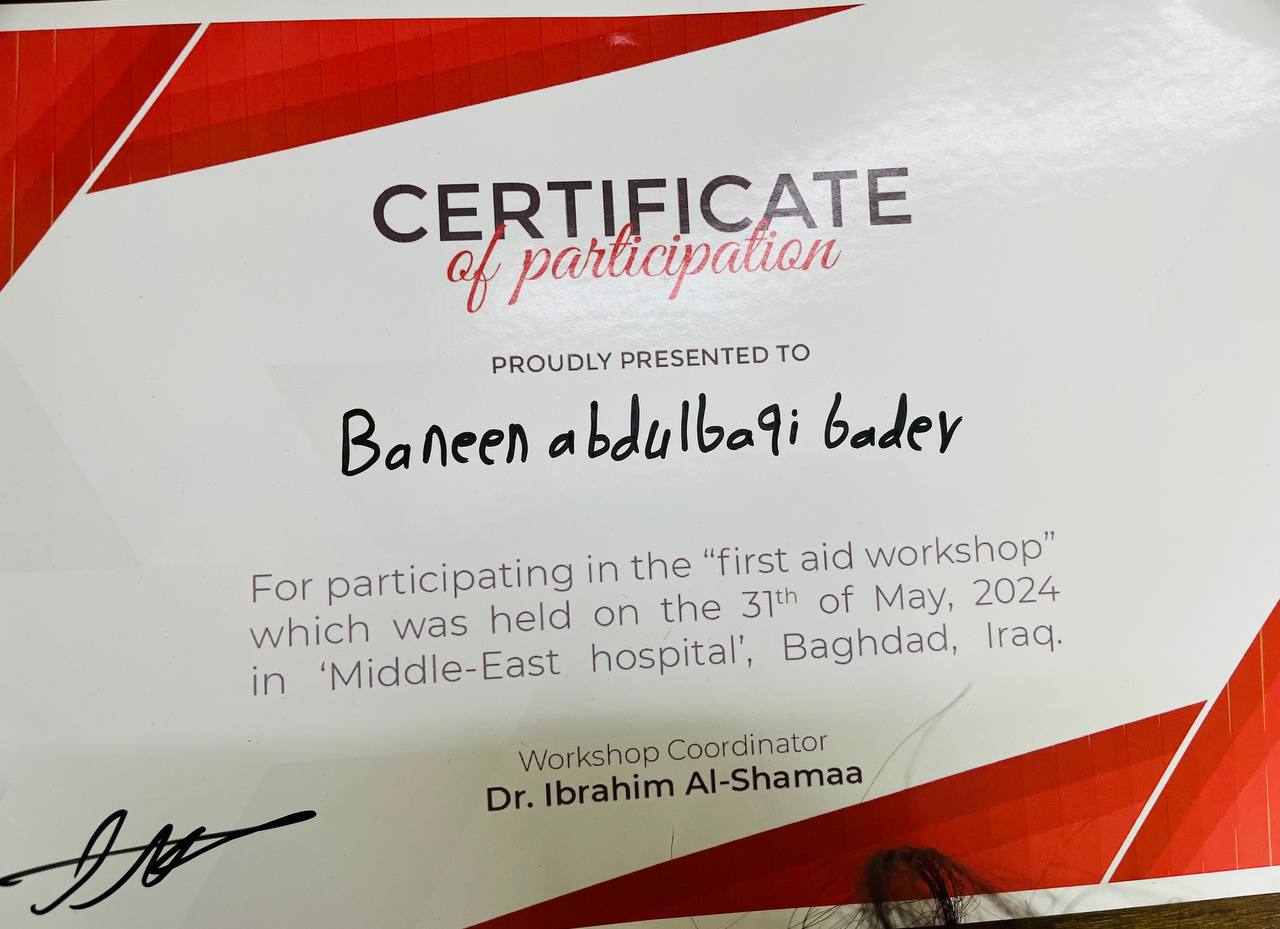 CERTIFICATE
of participation
PROUDLY PRESENTED TO
Baneen abdulbaqi bader
For participating in the “first aid workshop”
which was held on the 31th of May, 2024
in ‘Middle-East hospital’, Baghdad, Iraq.
Workshop Coordinator
Dr. Ibrahim Al-Shamaa